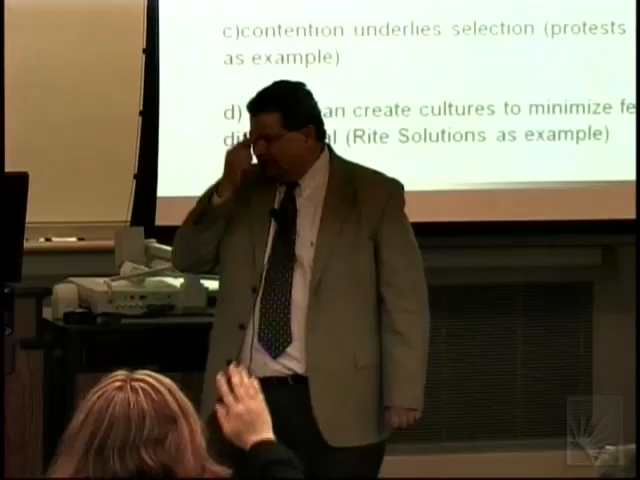 c)contention underlies selection (protests
as example)
d) an create cultures to minimize fe
di al (Rite Solutions as example)